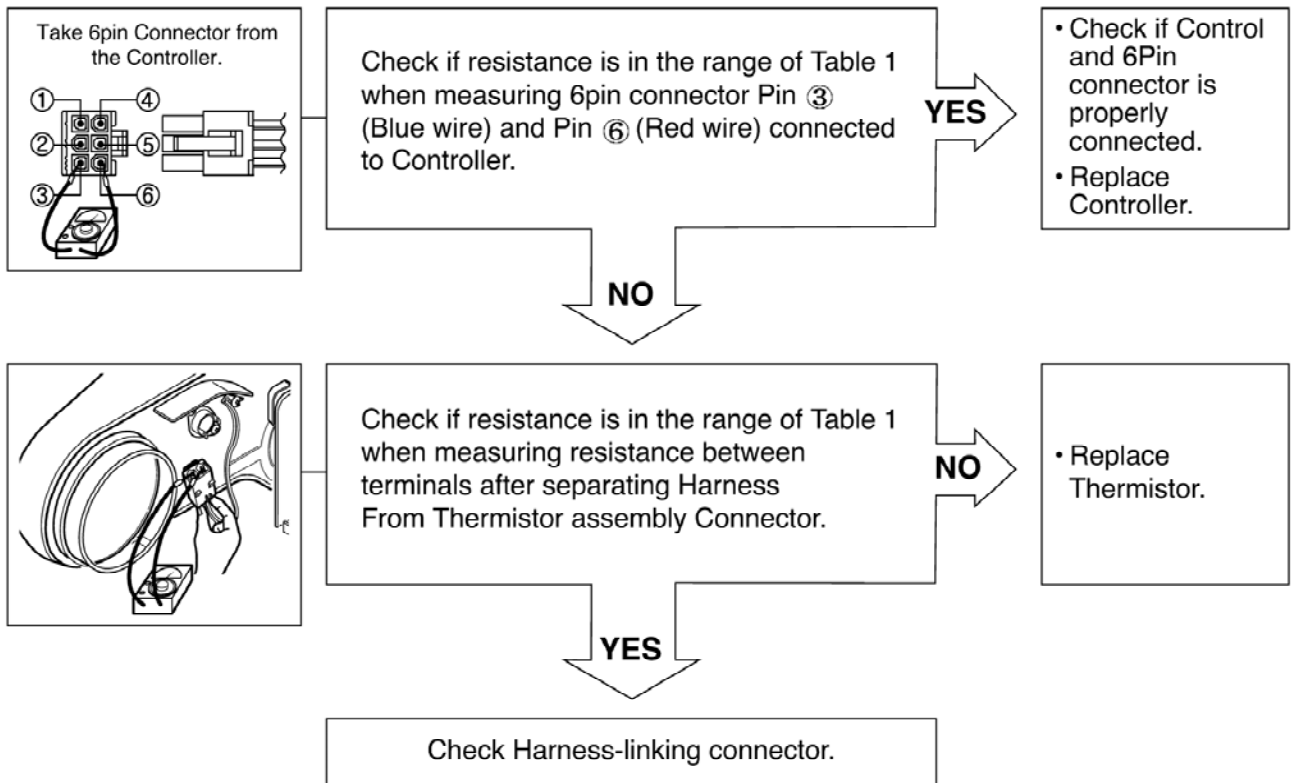 Take 6pin Connector from
the Controller.
①
④
②
⑤
③
⑥
Check if resistance is in the range of Table 1
when measuring 6pin connector Pin ③
(Blue wire) and Pin ⑥ (Red wire) connected
to Controller.
YES
• Check if Control
and 6Pin
connector is
properly
connected.
• Replace
Controller.
NO
Check if resistance is in the range of Table 1
when measuring resistance between
terminals after separating Harness
From Thermistor assembly Connector.
NO
• Replace
Thermistor.
YES
Check Harness-linking connector.